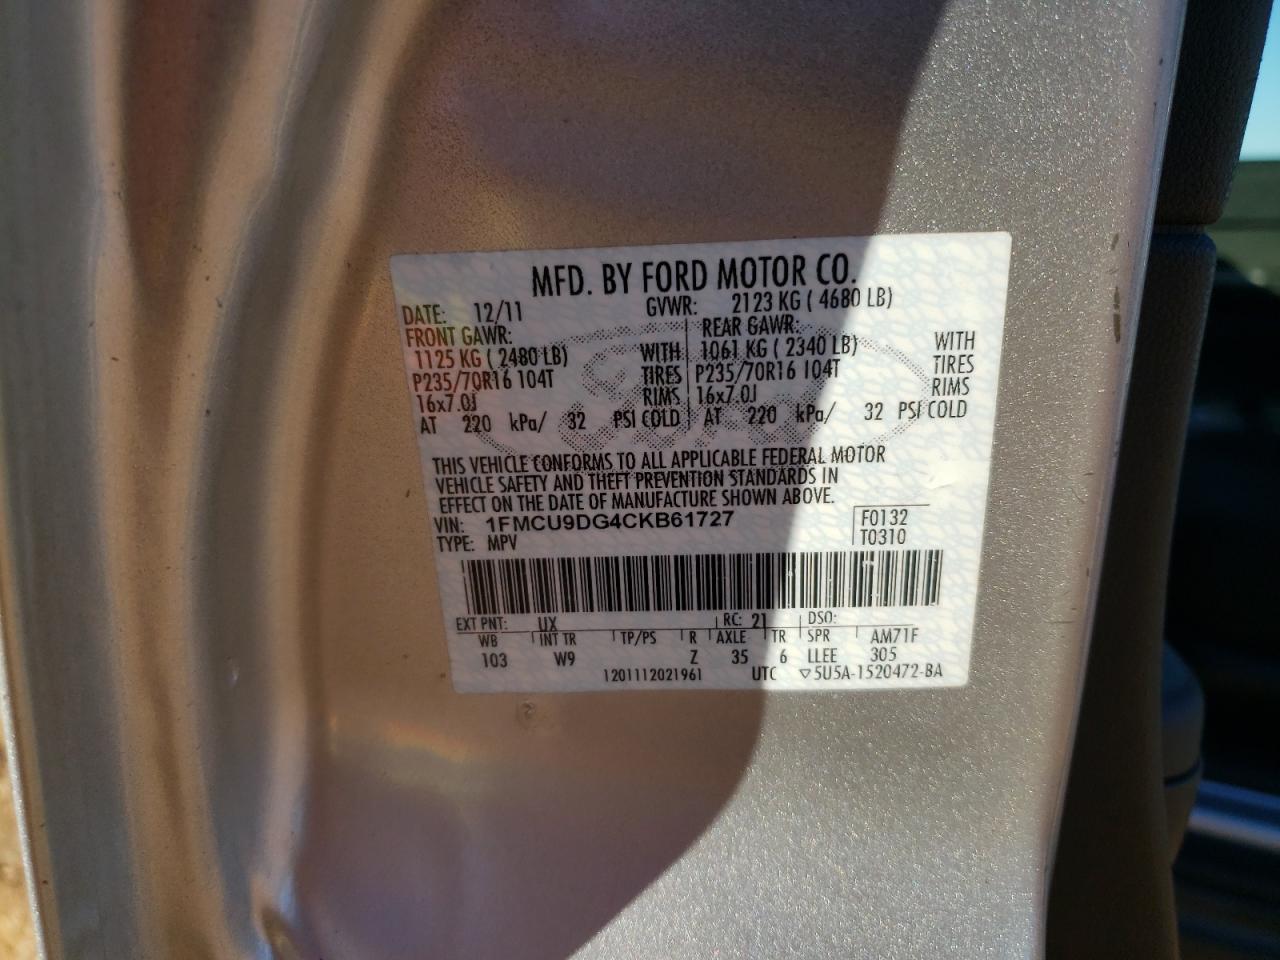 MFD. BY FORD MOTOR CO.
DATE: 12/11 GVWR: 2123 KG ( 4680 LB)
FRONT GAWR: REAR GAWR:
1125 KG ( 2480 LB) WITH 1061 KG ( 2340 LB) WITH
P235/70R16 104T TIRES P235/70R16 104T TIRES
16x7.0J RIMS 16x7.0J RIMS
AT 220 kPa/ 32 PSI COLD AT 220 kPa/ 32 PSI COLD
THIS VEHICLE CONFORMS TO ALL APPLICABLE FEDERAL MOTOR
VEHICLE SAFETY AND THEFT PREVENTION STANDARDS IN
EFFECT ON THE DATE OF MANUFACTURE SHOWN ABOVE.
VIN: 1FMCU9DG4CKB61727 F0132
TYPE: MPV T0310
EXT PNT: UX RC: 21 DSO:
WB INT TR TP/PS R AXLE TR SPR AM71F
103 W9 Z 35 6 LLEE 305
1201112021961 UTC ▽5U5A-1520472-BA